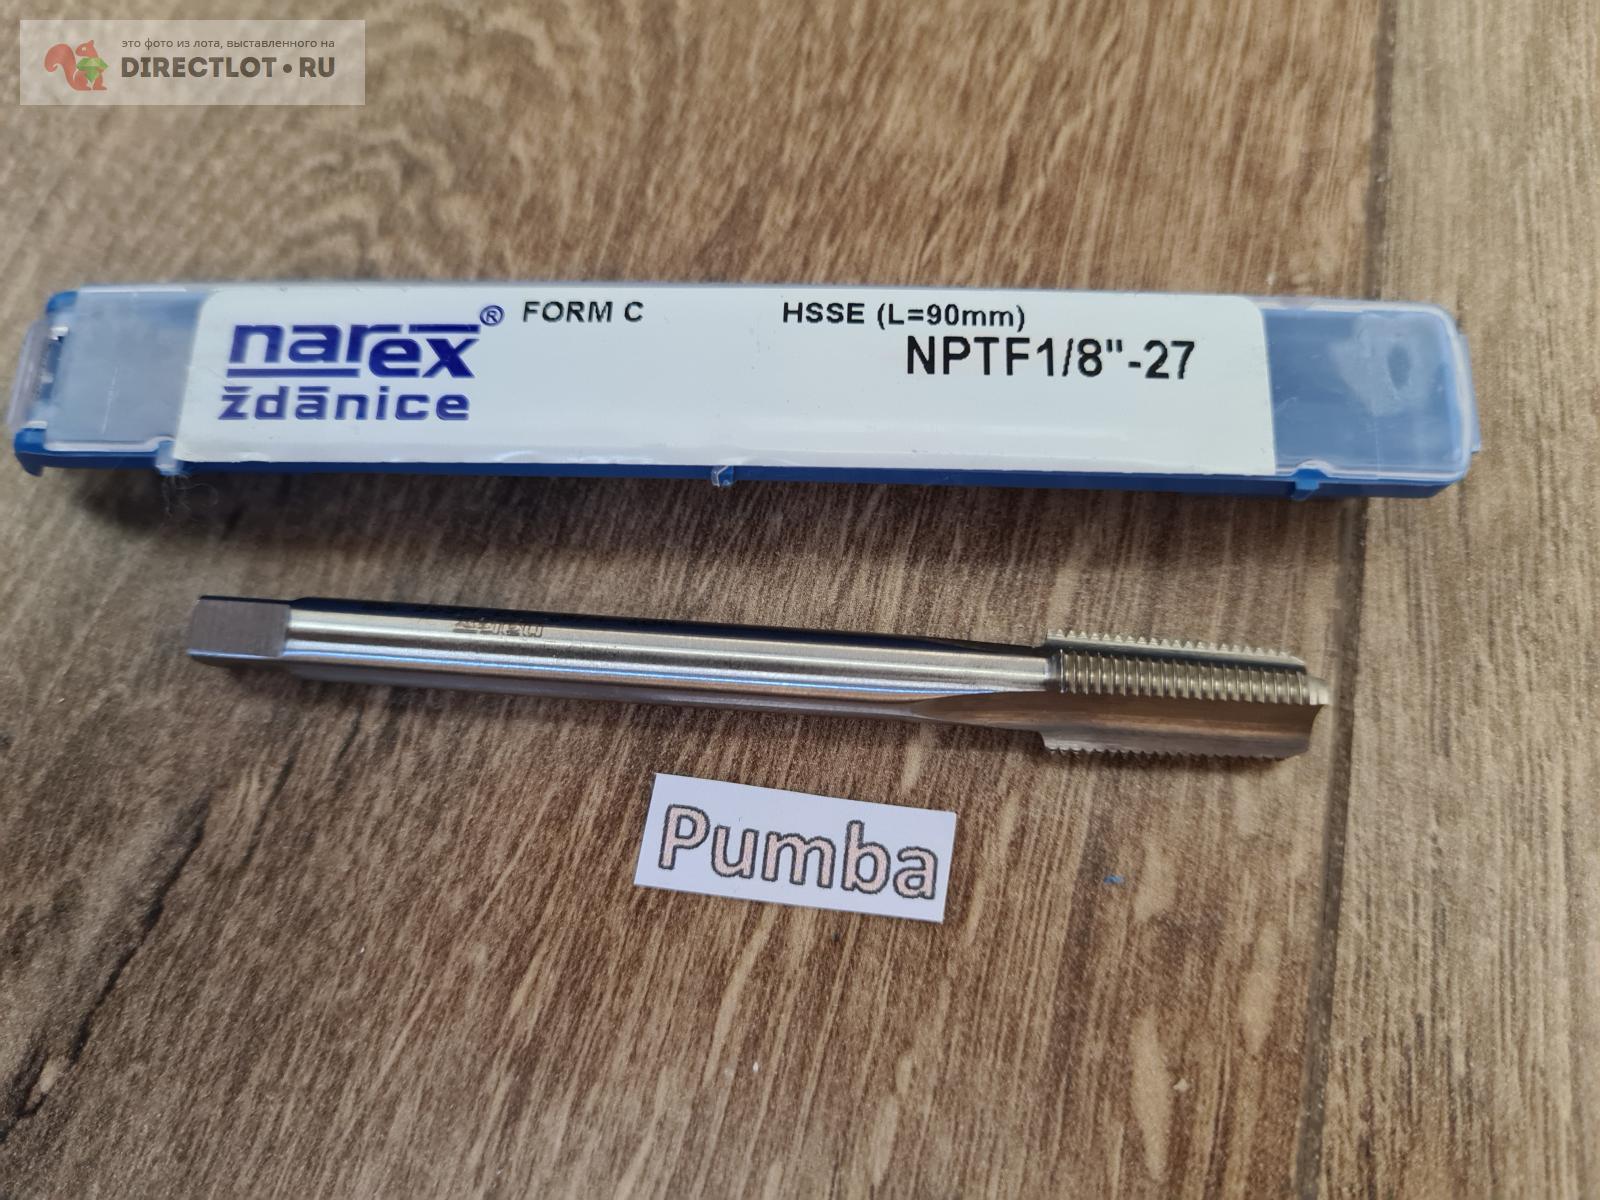 это фото из лота, выставленного на
DIRECTLOT•RU
narex® FORM C HSSE (L=90mm)
NPTF1/8"-27
ždánice
Pumba